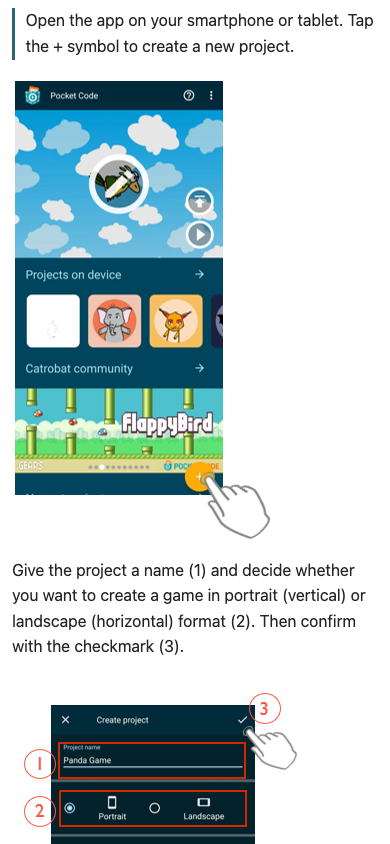 Open the app on your smartphone or tablet. Tap
the + symbol to create a new project.
Pocket Code
Projects on device
Catrobat community
FlappyBird
GEARS
+
Give the project a name (1) and decide whether
you want to create a game in portrait (vertical) or
landscape (horizontal) format (2). Then confirm
with the checkmark (3).
3
Create project
Project name
1
Panda Game
2
Portrait
Landscape